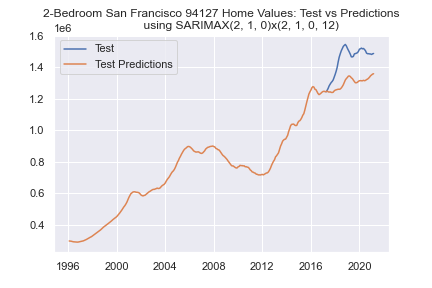 2-Bedroom San Francisco 94127 Home Values: Test vs Predictions
using SARIMAX(2, 1, 0)x(2, 1, 0, 12)
1e6
1.6
Test
Test Predictions
1.4
1.2
1.0
0.8
0.6
0.4
1996 2000 2004 2008 2012 2016 2020